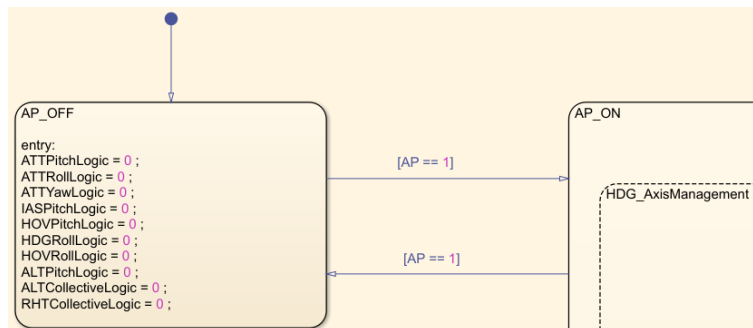 AP_OFF
entry:
ATTPitchLogic = 0 ;
ATTRollLogic = 0 ;
ATTYawLogic = 0 ;
IASPitchLogic = 0 ;
HOVPitchLogic = 0 ;
HDGRollLogic = 0 ;
HOVRollLogic = 0 ;
ALTPitchLogic = 0 ;
ALTCollectiveLogic = 0 ;
RHTCollectiveLogic = 0 ;
[AP == 1]
[AP == 1]
AP_ON
HDG_AxisManagement